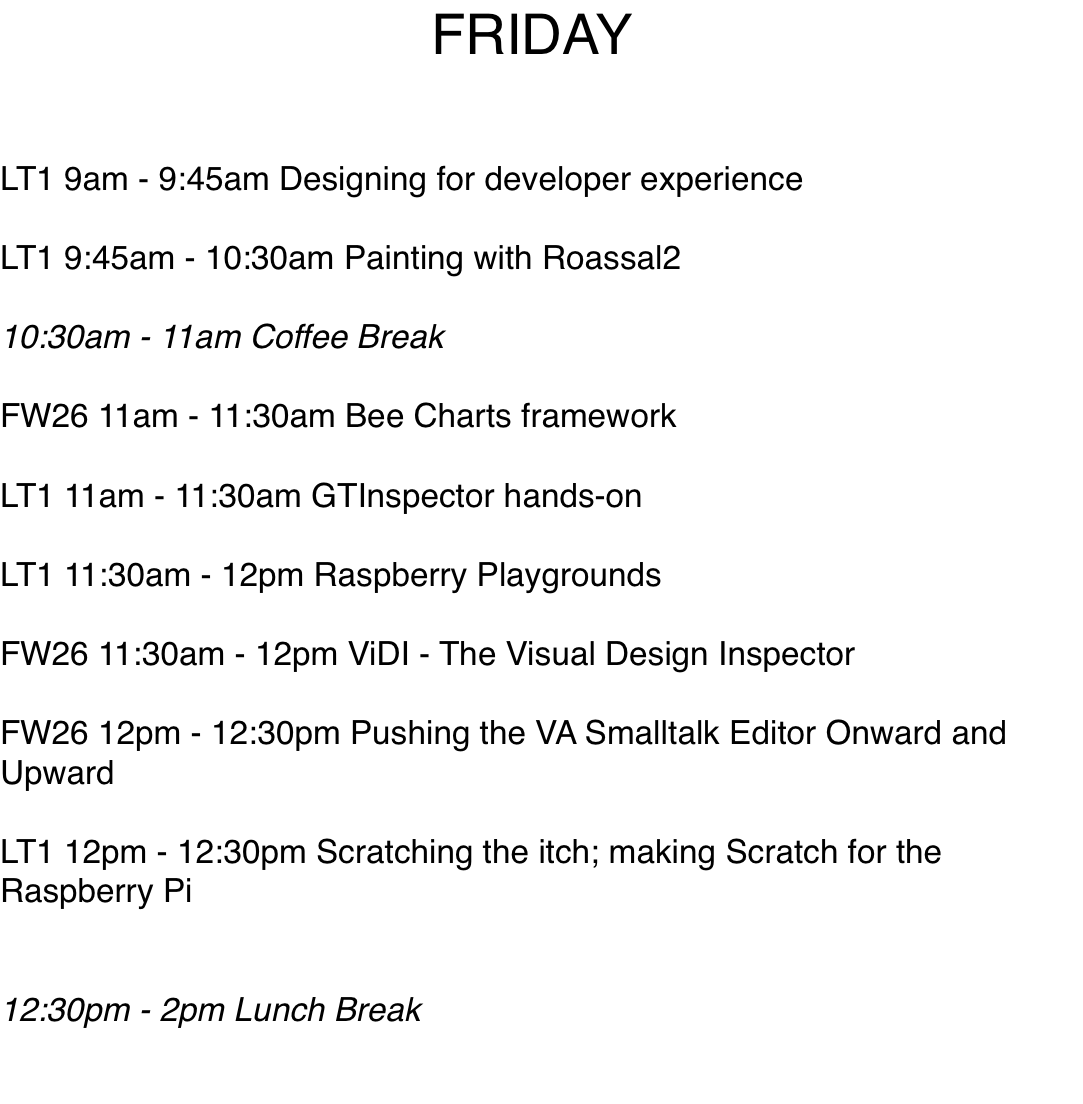 FRIDAY
LT1 9am - 9:45am Designing for developer experience
LT1 9:45am - 10:30am Painting with Roassal2
10:30am - 11am Coffee Break
FW26 11am - 11:30am Bee Charts framework
LT1 11am - 11:30am GTInspector hands-on
LT1 11:30am - 12pm Raspberry Playgrounds
FW26 11:30am - 12pm ViDI - The Visual Design Inspector
FW26 12pm - 12:30pm Pushing the VA Smalltalk Editor Onward and
Upward
LT1 12pm - 12:30pm Scratching the itch; making Scratch for the
Raspberry Pi
12:30pm - 2pm Lunch Break